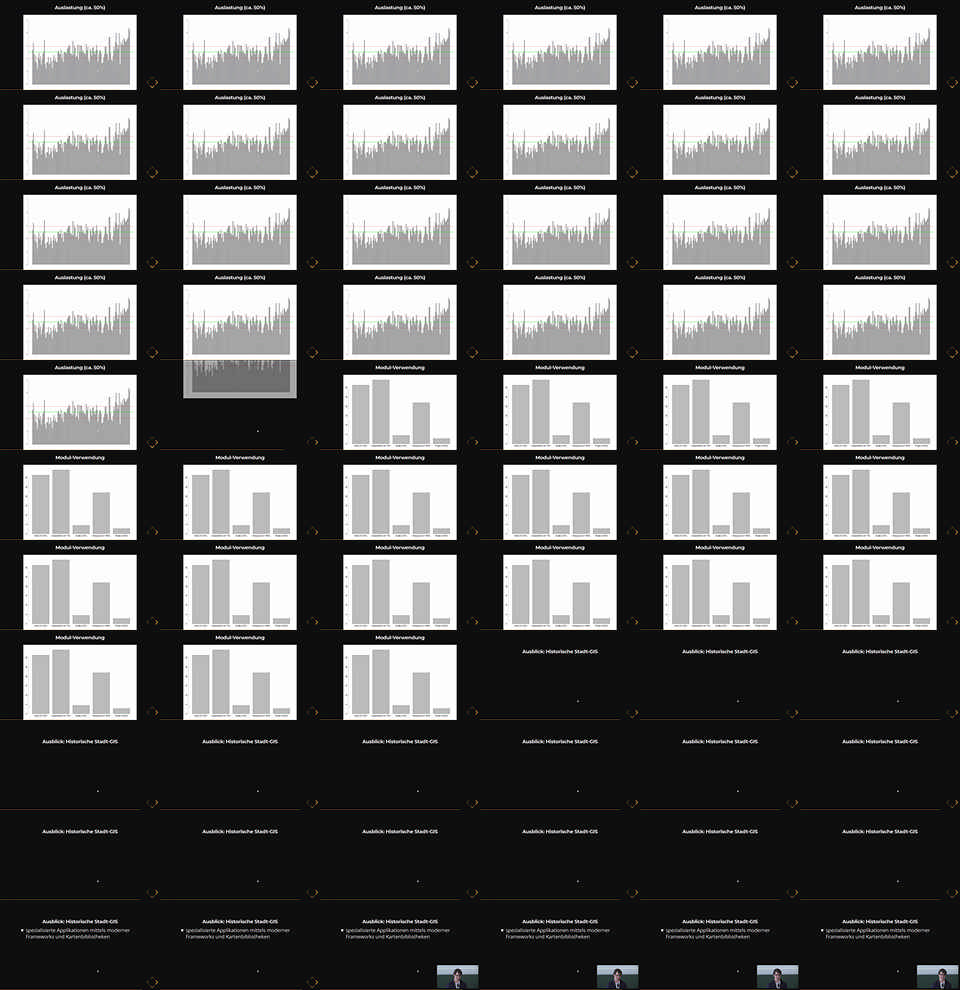 Auslastung (ca. 50%) Auslastung (ca. 50%) Auslastung (ca. 50%) Auslastung (ca. 50%) Auslastung (ca. 50%) Auslastung (ca. 50%)
Auslastung (ca. 50%) Auslastung (ca. 50%) Auslastung (ca. 50%) Auslastung (ca. 50%) Auslastung (ca. 50%) Auslastung (ca. 50%)
Auslastung (ca. 50%) Auslastung (ca. 50%) Auslastung (ca. 50%) Auslastung (ca. 50%) Auslastung (ca. 50%) Auslastung (ca. 50%)
Auslastung (ca. 50%) Auslastung (ca. 50%) Auslastung (ca. 50%) Auslastung (ca. 50%) Auslastung (ca. 50%) Auslastung (ca. 50%)
Auslastung (ca. 50%) Modul-Verwendung Modul-Verwendung Modul-Verwendung Modul-Verwendung
Modul-Verwendung Modul-Verwendung Modul-Verwendung Modul-Verwendung Modul-Verwendung Modul-Verwendung
Modul-Verwendung Modul-Verwendung Modul-Verwendung Modul-Verwendung Modul-Verwendung Modul-Verwendung
Modul-Verwendung Modul-Verwendung Modul-Verwendung
Ausblick: Historische Stadt-GIS Ausblick: Historische Stadt-GIS Ausblick: Historische Stadt-GIS
Ausblick: Historische Stadt-GIS Ausblick: Historische Stadt-GIS Ausblick: Historische Stadt-GIS Ausblick: Historische Stadt-GIS Ausblick: Historische Stadt-GIS Ausblick: Historische Stadt-GIS
Ausblick: Historische Stadt-GIS Ausblick: Historische Stadt-GIS Ausblick: Historische Stadt-GIS Ausblick: Historische Stadt-GIS Ausblick: Historische Stadt-GIS Ausblick: Historische Stadt-GIS
Ausblick: Historische Stadt-GIS Ausblick: Historische Stadt-GIS Ausblick: Historische Stadt-GIS Ausblick: Historische Stadt-GIS Ausblick: Historische Stadt-GIS Ausblick: Historische Stadt-GIS
spezialisierte Applikationen mittels moderner spezialisierte Applikationen mittels moderner spezialisierte Applikationen mittels moderner spezialisierte Applikationen mittels moderner spezialisierte Applikationen mittels moderner spezialisierte Applikationen mittels moderner
Frameworks und Kartenbibliotheken Frameworks und Kartenbibliotheken Frameworks und Kartenbibliotheken Frameworks und Kartenbibliotheken Frameworks und Kartenbibliotheken Frameworks und Kartenbibliotheken